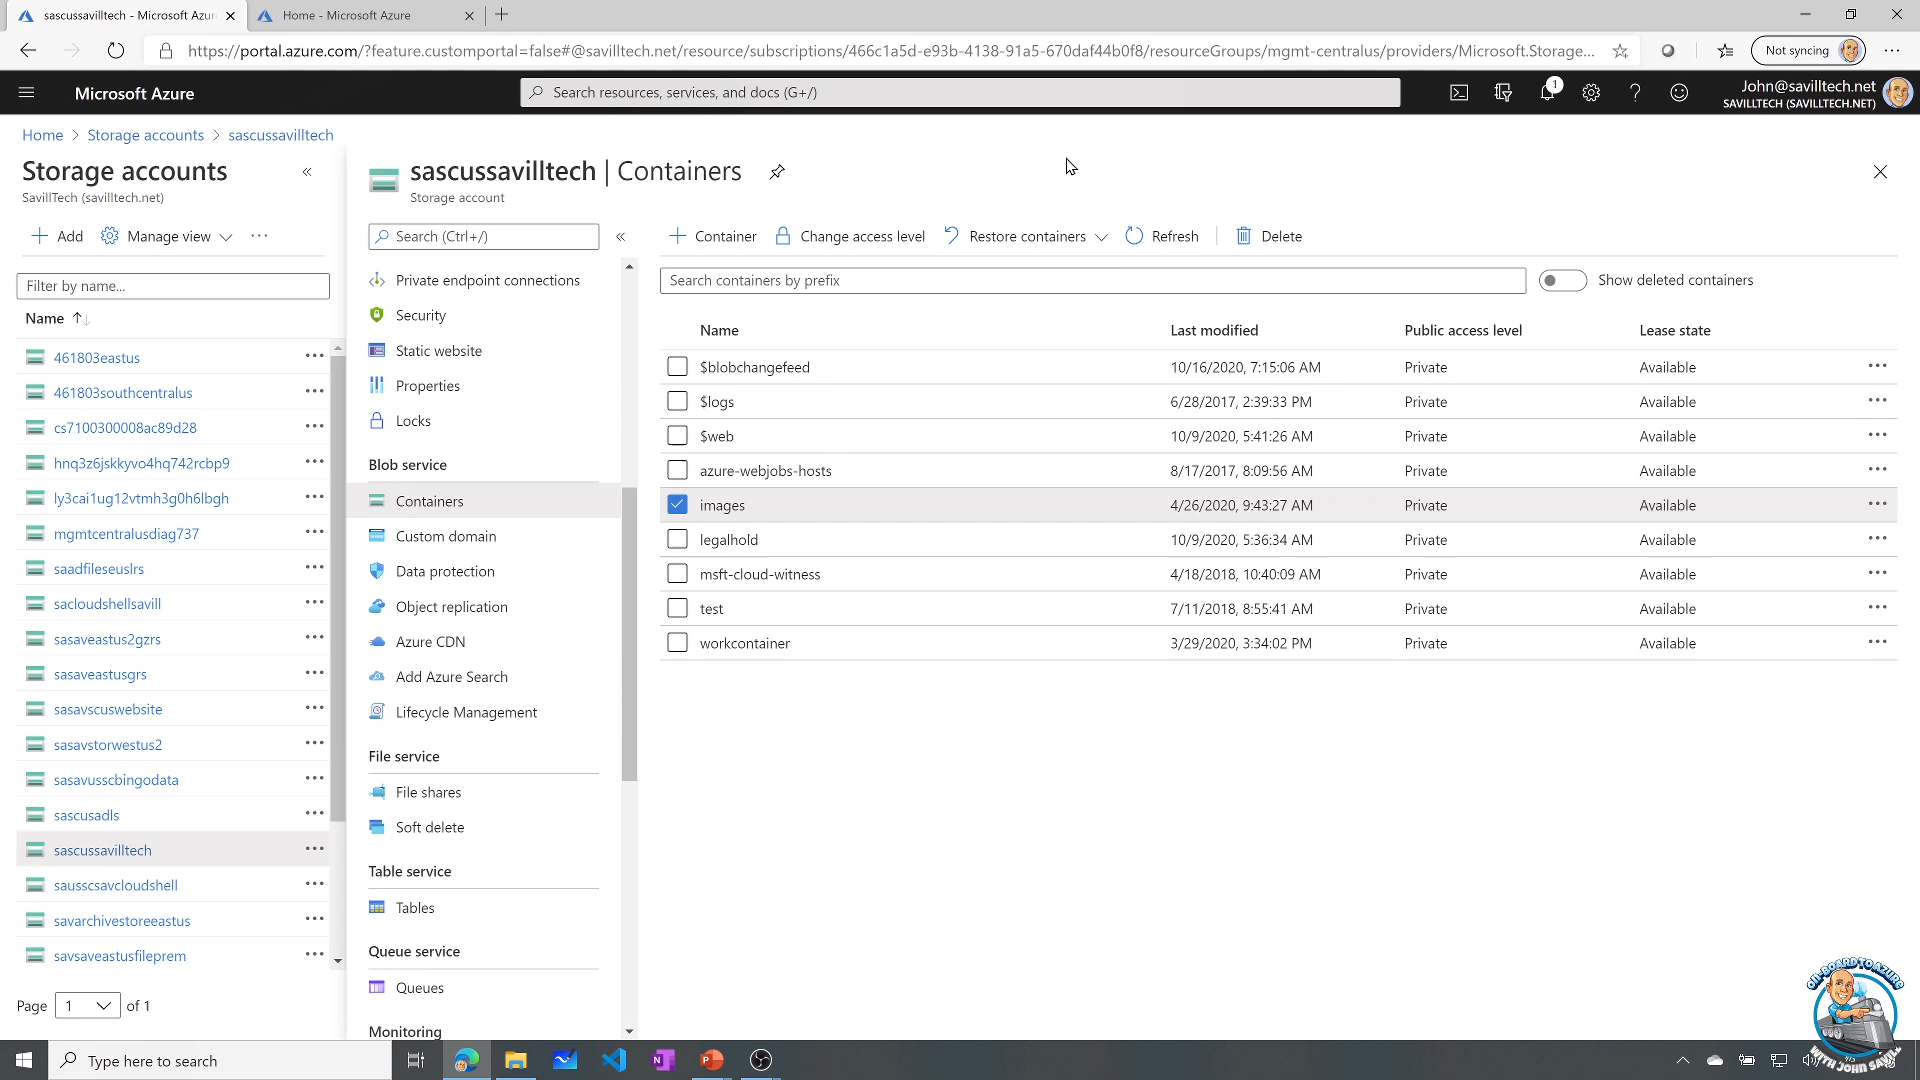 sascussavilltech - Microsoft Azur
Home - Microsoft Azure
https://portal.azure.com/?feature.customportal=false#@savilltech.net/resource/subscriptions/466c1a5d-e93b-4138-91a5-670daf44b0f8/resourceGroups/mgmt-centralus/providers/Microsoft.Storage...
Not syncing
Microsoft Azure
Search resources, services, and docs (G+/)
1
John@savilltech.net
SAVILLTECH (SAVILLTECH.NET)
Home > Storage accounts > sascussavilltech
Storage accounts
SavillTech (savilltech.net)
Add
Manage view
Filter by name...
Name
461803eastus
461803southcentralus
cs7100300008ac89d28
hnq3z6jskkyvo4hq742rcbp9
ly3cai1ug12vtmh3g0h6lbgh
mgmtcentralusdiag737
saadfileseuslrs
sacloudshellsavill
sasaveastus2gzrs
sasaveastusgrs
sasavscuswebsite
sasavstorwestus2
sasavusscbingodata
sascusadls
sascussavilltech
sausscsavcloudshell
savarchivestoreeastus
savsaveastusfileprem
Page 1 of 1
sascussavilltech | Containers
Storage account
Search (Ctrl+/)
Private endpoint connections
Security
Static website
Properties
Locks
Blob service
Containers
Custom domain
Data protection
Object replication
Azure CDN
Add Azure Search
Lifecycle Management
File service
File shares
Soft delete
Table service
Tables
Queue service
Queues
Monitoring
Container
Change access level
Restore containers
Refresh
Delete
Search containers by prefix
Show deleted containers
Name Last modified Public access level Lease state
$blobchangefeed 10/16/2020, 7:15:06 AM Private Available
$logs 6/28/2017, 2:39:33 PM Private Available
$web 10/9/2020, 5:41:26 AM Private Available
azure-webjobs-hosts 8/17/2017, 8:09:56 AM Private Available
images 4/26/2020, 9:43:27 AM Private Available
legalhold 10/9/2020, 5:36:34 AM Private Available
msft-cloud-witness 4/18/2018, 10:40:09 AM Private Available
test 7/11/2018, 8:55:41 AM Private Available
workcontainer 3/29/2020, 3:34:02 PM Private Available
ON-BOARD TO AZURE
WITH JOHN SAVILL
Type here to search